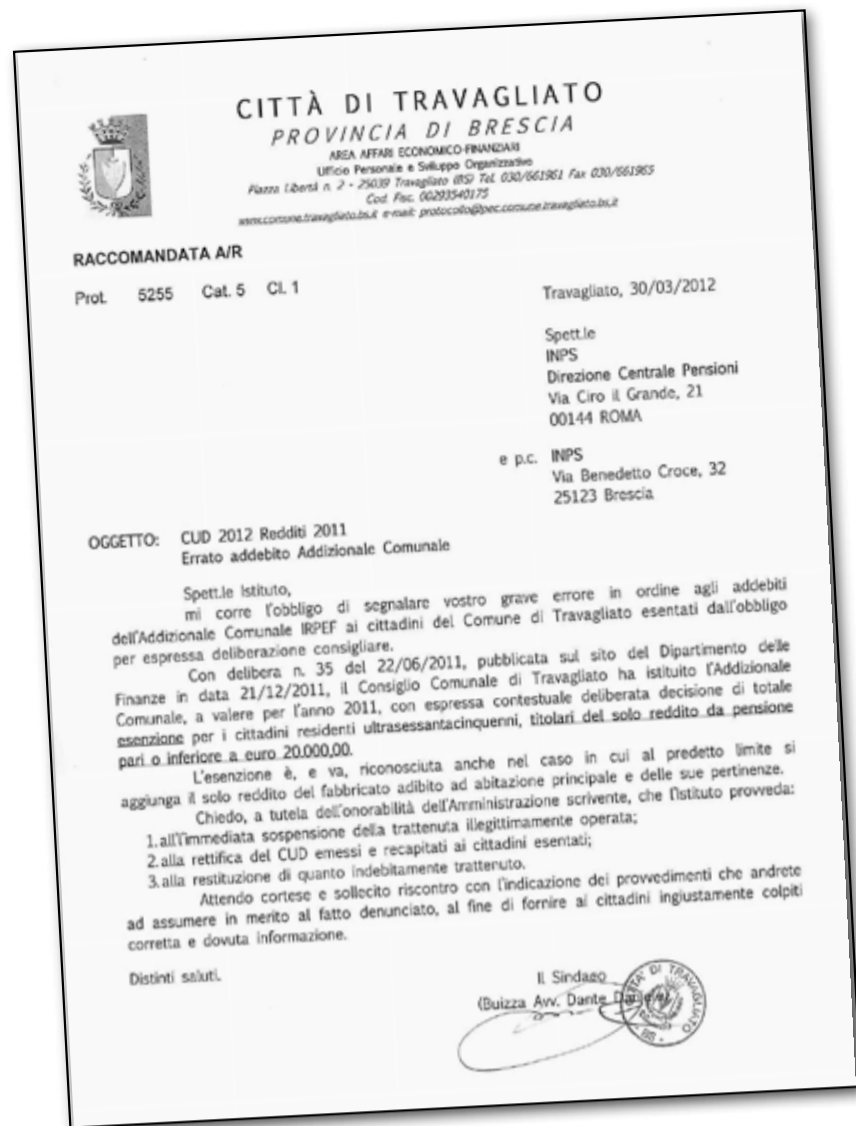 CITTÀ DI TRAVAGLIATO
PROVINCIA DI BRESCIA
AREA AFFARI ECONOMICO-FINANZIARI
Ufficio Personale e Sviluppo Organizzativo
Piazza Libertà n. 2 - 25039 Travagliato (BS) Tel. 030/661961 Fax 030/661965
Cod. Fisc. 00293540175
www.comune.travagliato.bs.it e-mail: protocollo@pec.comune.travagliato.bs.it
RACCOMANDATA A/R
Prot. 5255 Cat. 5 Cl. 1
Travagliato, 30/03/2012
Spett.le
INPS
Direzione Centrale Pensioni
Via Ciro il Grande, 21
00144 ROMA
e p.c. INPS
Via Benedetto Croce, 32
25123 Brescia
OGGETTO: CUD 2012 Redditi 2011
Errato addebito Addizionale Comunale
Spett.le Istituto,
mi corre l'obbligo di segnalare vostro grave errore in ordine agli addebiti
dell'Addizionale Comunale IRPEF ai cittadini del Comune di Travagliato esentati dall'obbligo
per espressa deliberazione consigliare.
Con delibera n. 35 del 22/06/2011, pubblicata sul sito del Dipartimento delle
Finanze in data 21/12/2011, il Consiglio Comunale di Travagliato ha istituito l'Addizionale
Comunale, a valere per l'anno 2011, con espressa contestuale deliberata decisione di totale
esenzione per i cittadini residenti ultrasessantacinquenni, titolari del solo reddito da pensione
pari o inferiore a euro 20.000,00.
L'esenzione è, e va, riconosciuta anche nel caso in cui al predetto limite si
aggiunga il solo reddito del fabbricato adibito ad abitazione principale e delle sue pertinenze.
Chiedo, a tutela dell'onorabilità dell'Amministrazione scrivente, che l'Istituto provveda:
1. all'immediata sospensione della trattenuta illegittimamente operata;
2. alla rettifica del CUD emessi e recapitati ai cittadini esentati;
3. alla restituzione di quanto indebitamente trattenuto.
Attendo cortese e sollecito riscontro con l'indicazione dei provvedimenti che andrete
ad assumere in merito al fatto denunciato, al fine di fornire ai cittadini ingiustamente colpiti
corretta e dovuta informazione.
Distinti saluti.
Il Sindaco
(Buizza Avv. Dante Daniele)
CITTÀ DI TRAVAGLIATO
- BS -